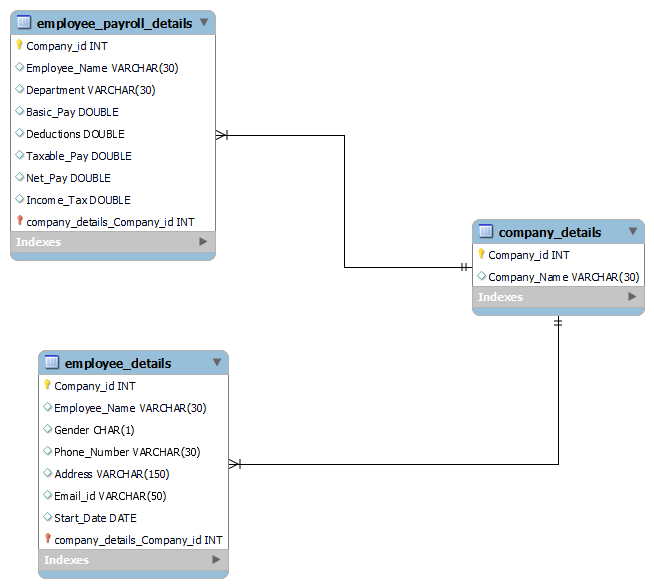 employee_payroll_details
Company_id INT
Employee_Name VARCHAR(30)
Department VARCHAR(30)
Basic_Pay DOUBLE
Deductions DOUBLE
Taxable_Pay DOUBLE
Net_Pay DOUBLE
Income_Tax DOUBLE
company_details_Company_id INT
Indexes
company_details
Company_id INT
Company_Name VARCHAR(30)
Indexes
employee_details
Company_id INT
Employee_Name VARCHAR(30)
Gender CHAR(1)
Phone_Number VARCHAR(30)
Address VARCHAR(150)
Email_id VARCHAR(50)
Start_Date DATE
company_details_Company_id INT
Indexes